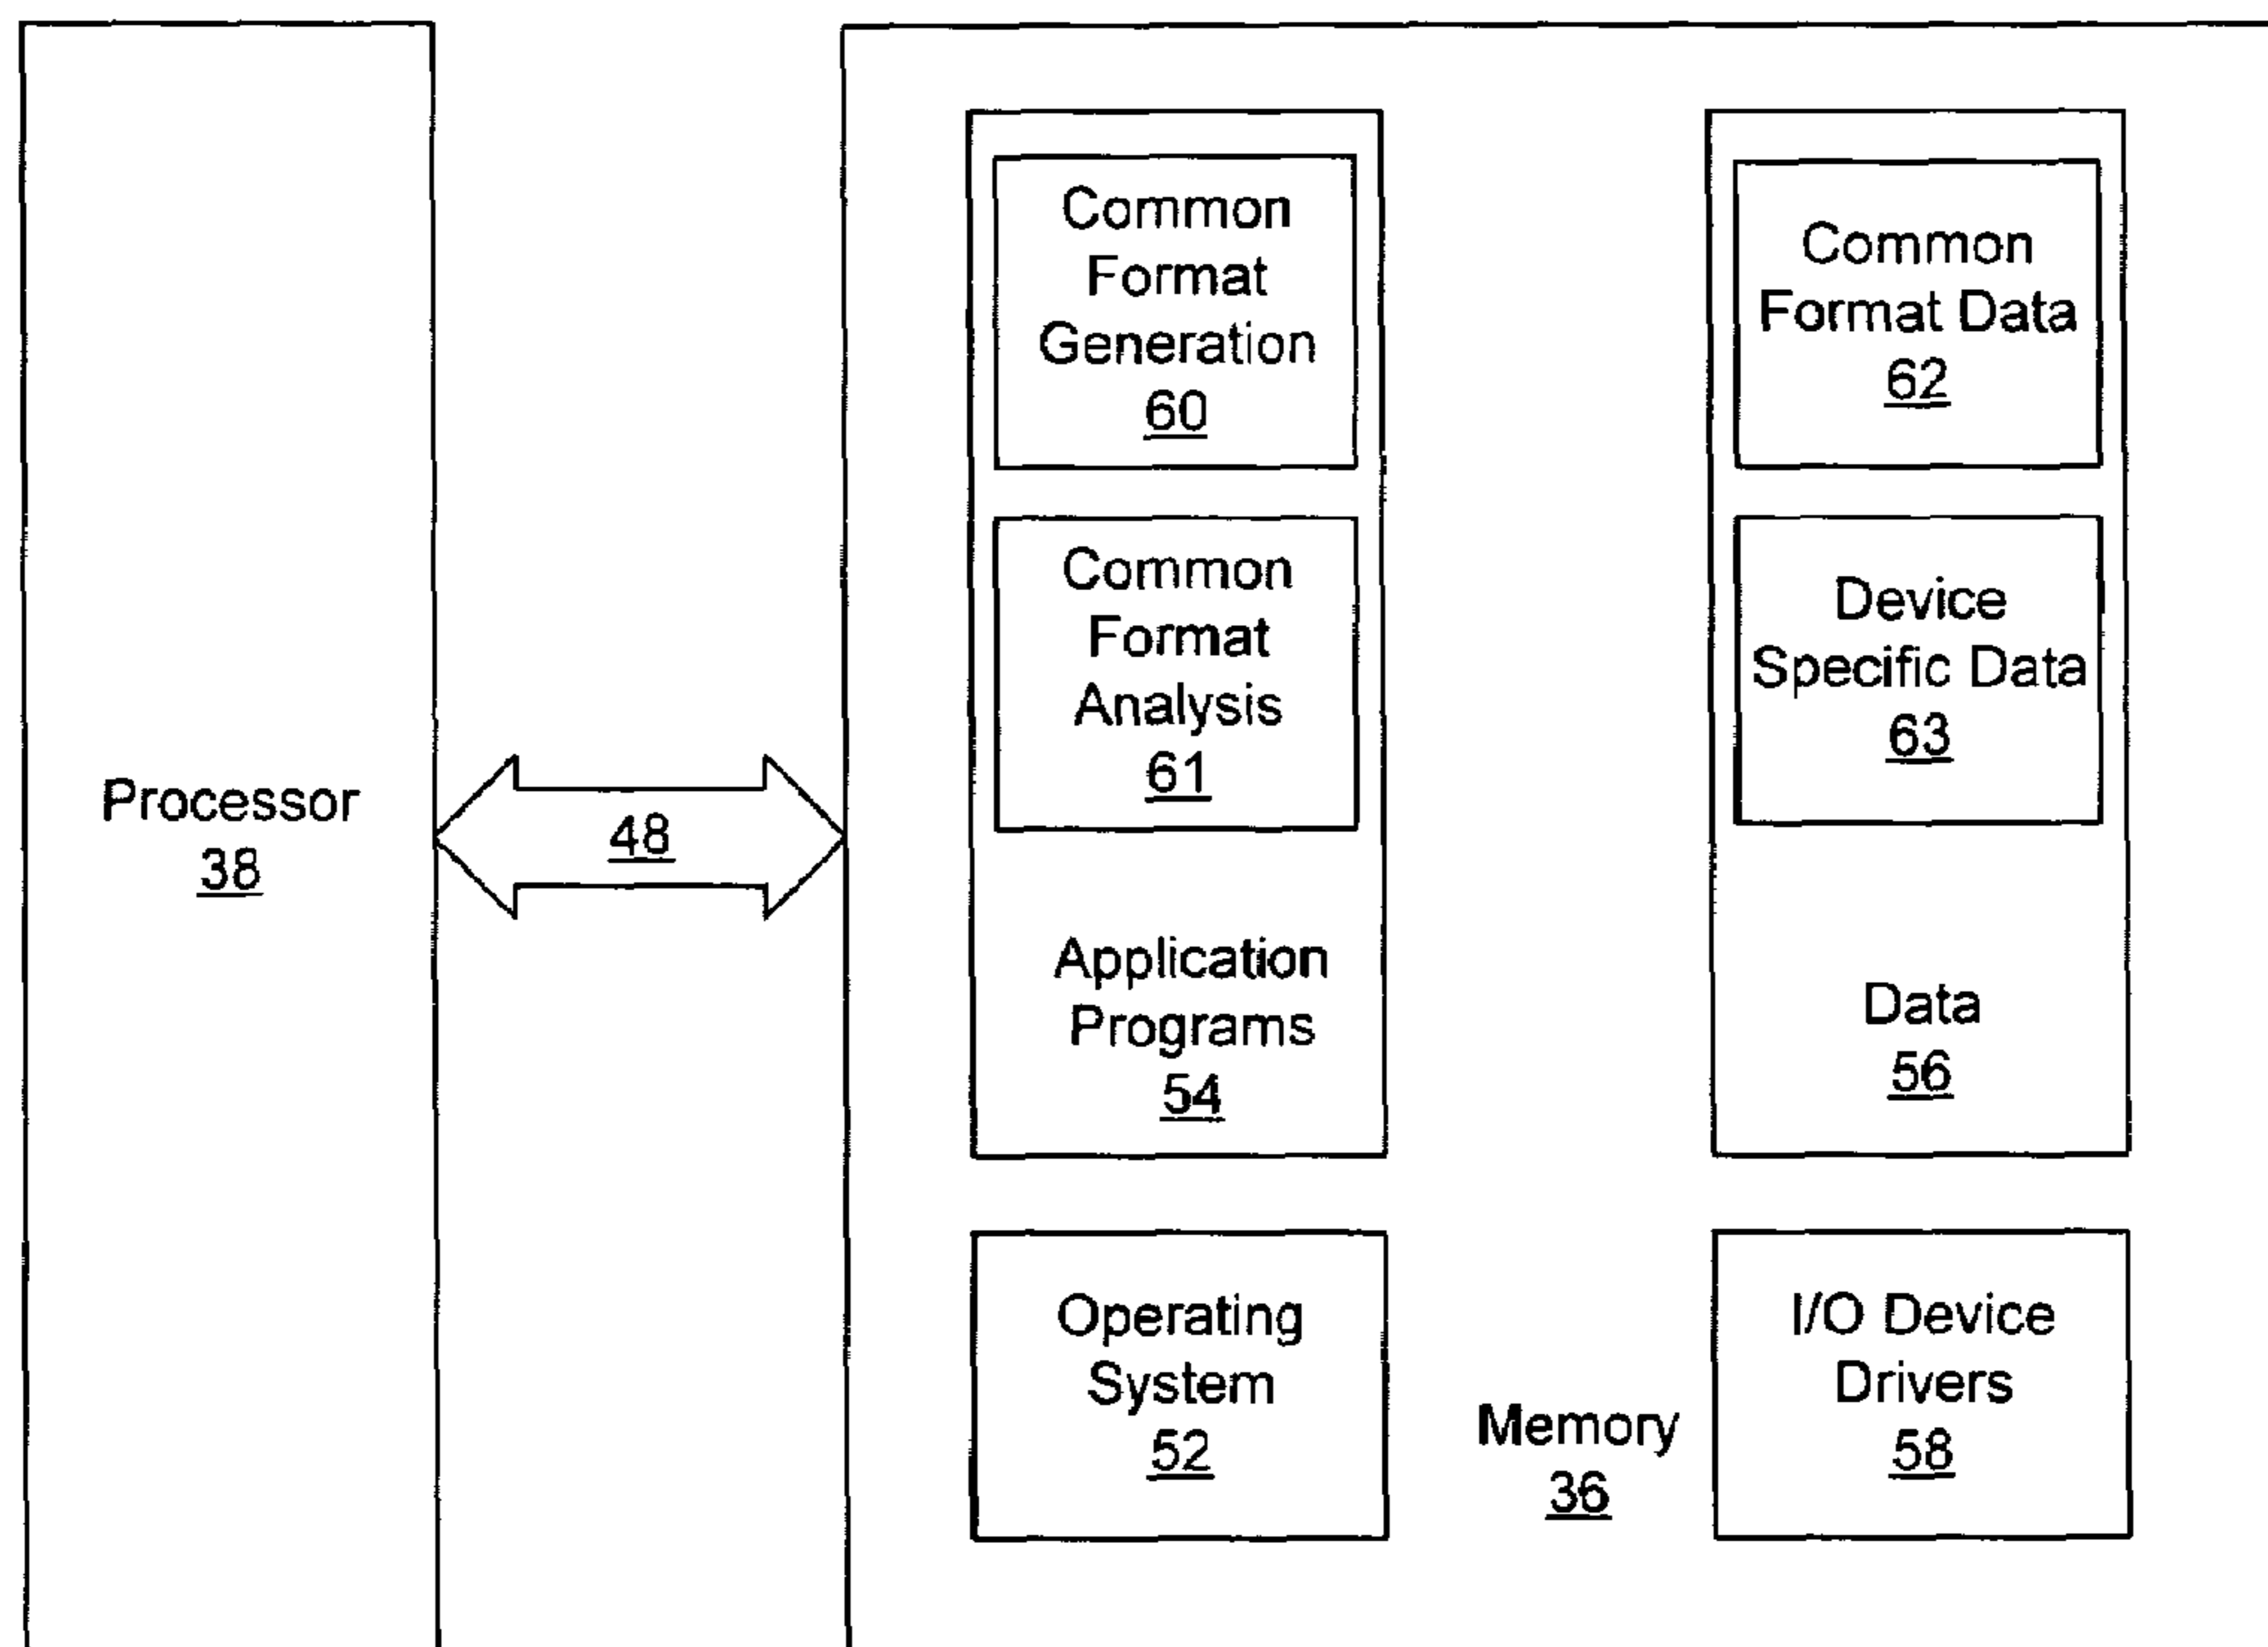 Processor
38
48
Common
Format
Generation
60
Common
Format
Analysis
61
Application
Programs
54
Common
Format Data
62
Device
Specific Data
63
Data
56
Operating
System
52
Memory
36
I/O Device
Drivers
58